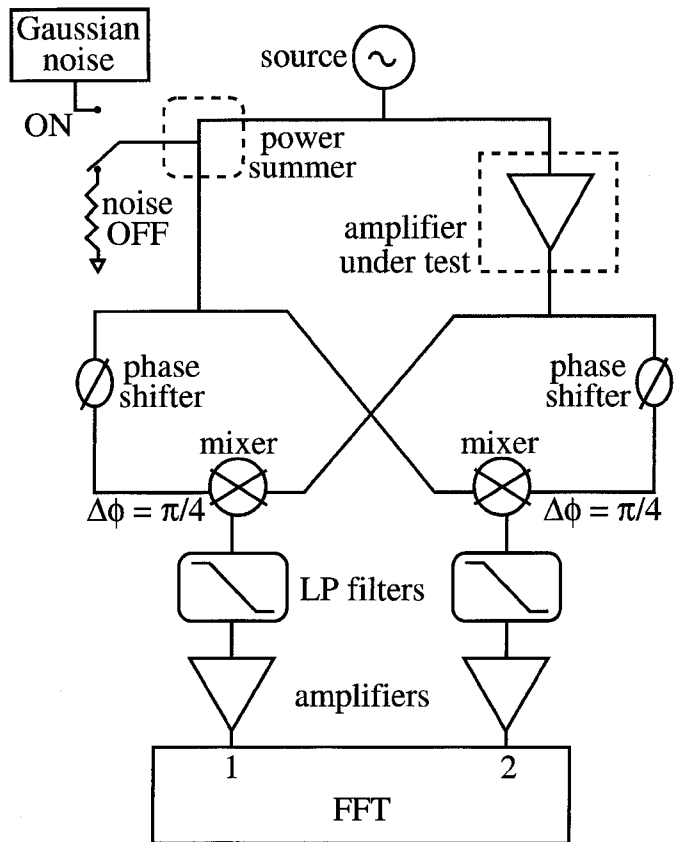 Gaussian
noise
source
ON
power
summer
noise
OFF
amplifier
under test
phase
shifter
phase
shifter
mixer
mixer
Δϕ = π/4
Δϕ = π/4
LP filters
amplifiers
1
2
FFT